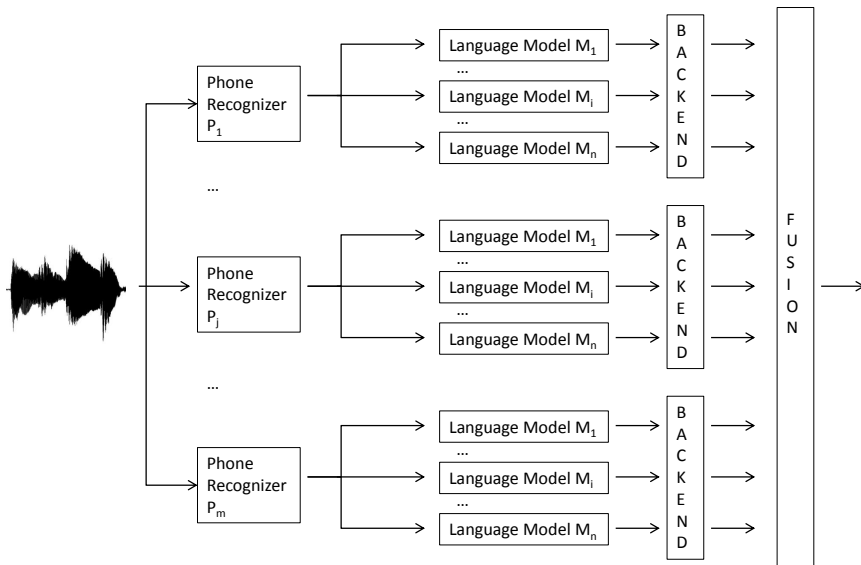 Phone
Recognizer
P₁
Language Model M₁
...
Language Model Mᵢ
...
Language Model Mₙ
B
A
C
K
E
N
D
...
Phone
Recognizer
Pⱼ
Language Model M₁
...
Language Model Mᵢ
...
Language Model Mₙ
B
A
C
K
E
N
D
...
Phone
Recognizer
Pₘ
Language Model M₁
...
Language Model Mᵢ
...
Language Model Mₙ
B
A
C
K
E
N
D
F
U
S
I
O
N